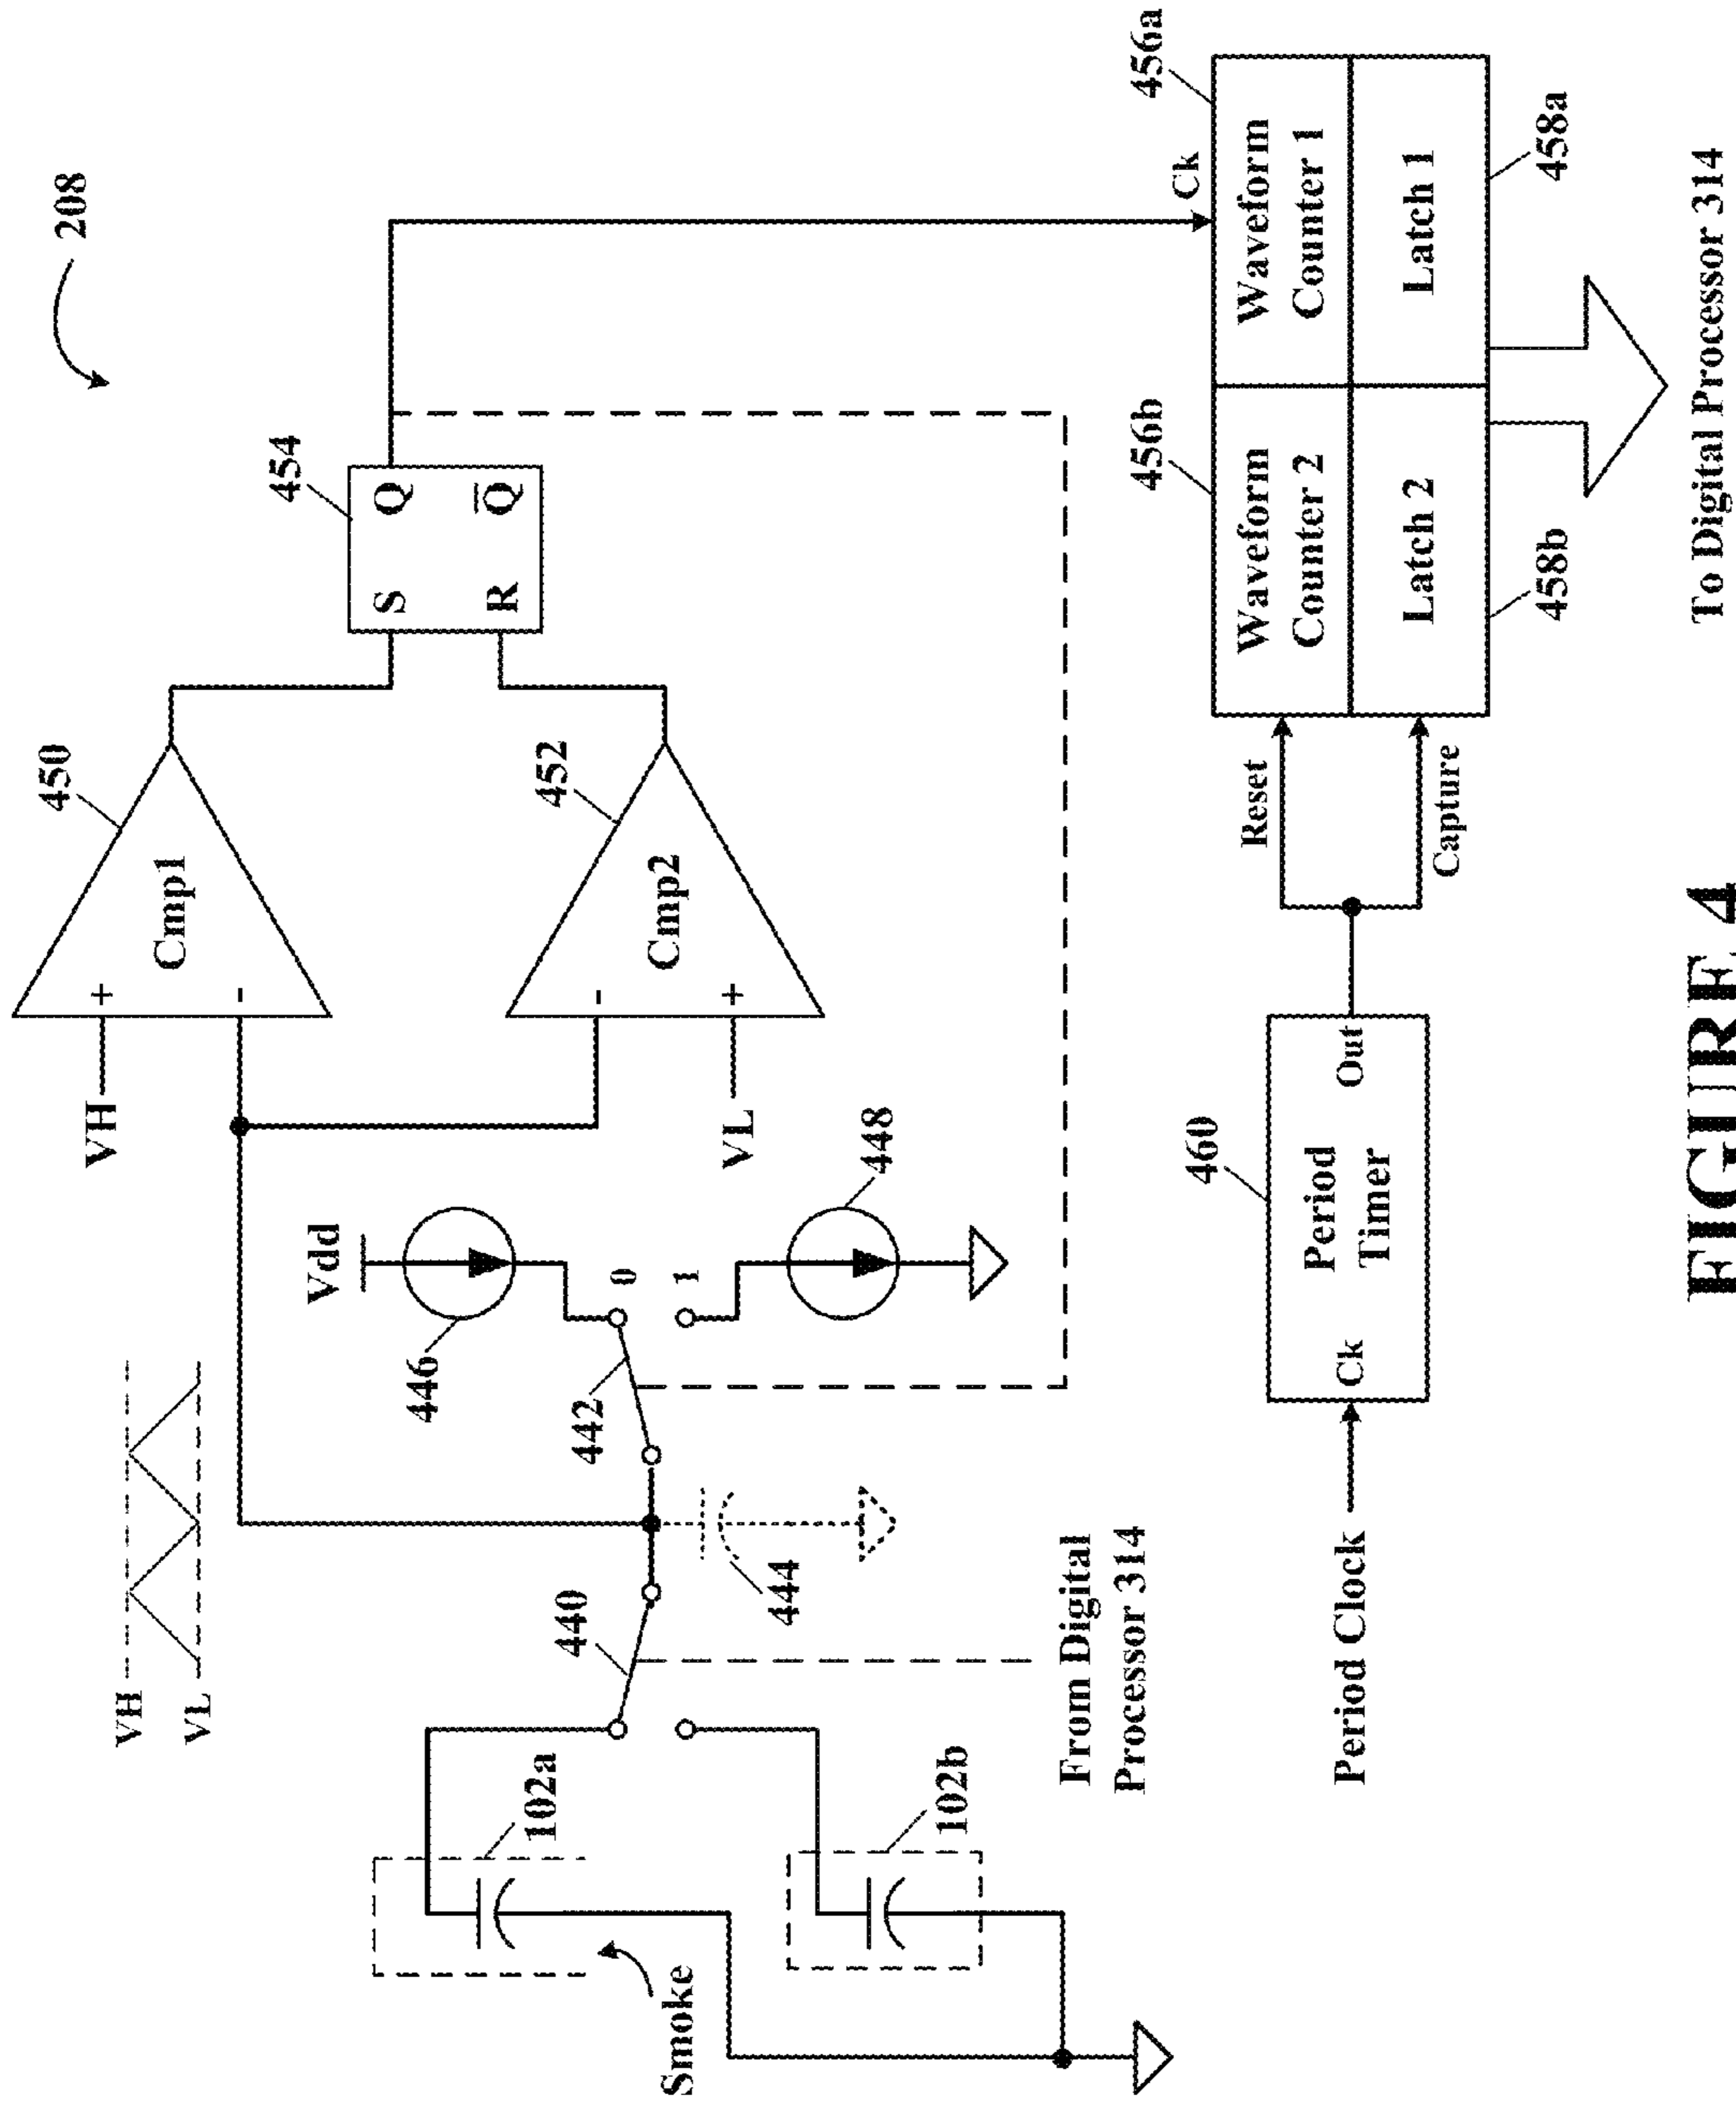 208
VH
VL
VH
450
+
-
Cmp1
Vdd
446
0
1
442
448
452
-
+
Cmp2
VL
454
S
Q
R
Q̅
102a
Smoke
102b
440
444
From Digital
Processor 314
Period Clock
460
Ck
Period
Timer
Out
Reset
Capture
456b
Waveform
Counter 2
Latch 2
458b
Ck
456a
Waveform
Counter 1
Latch 1
458a
To Digital Processor 314
FIGURE 4